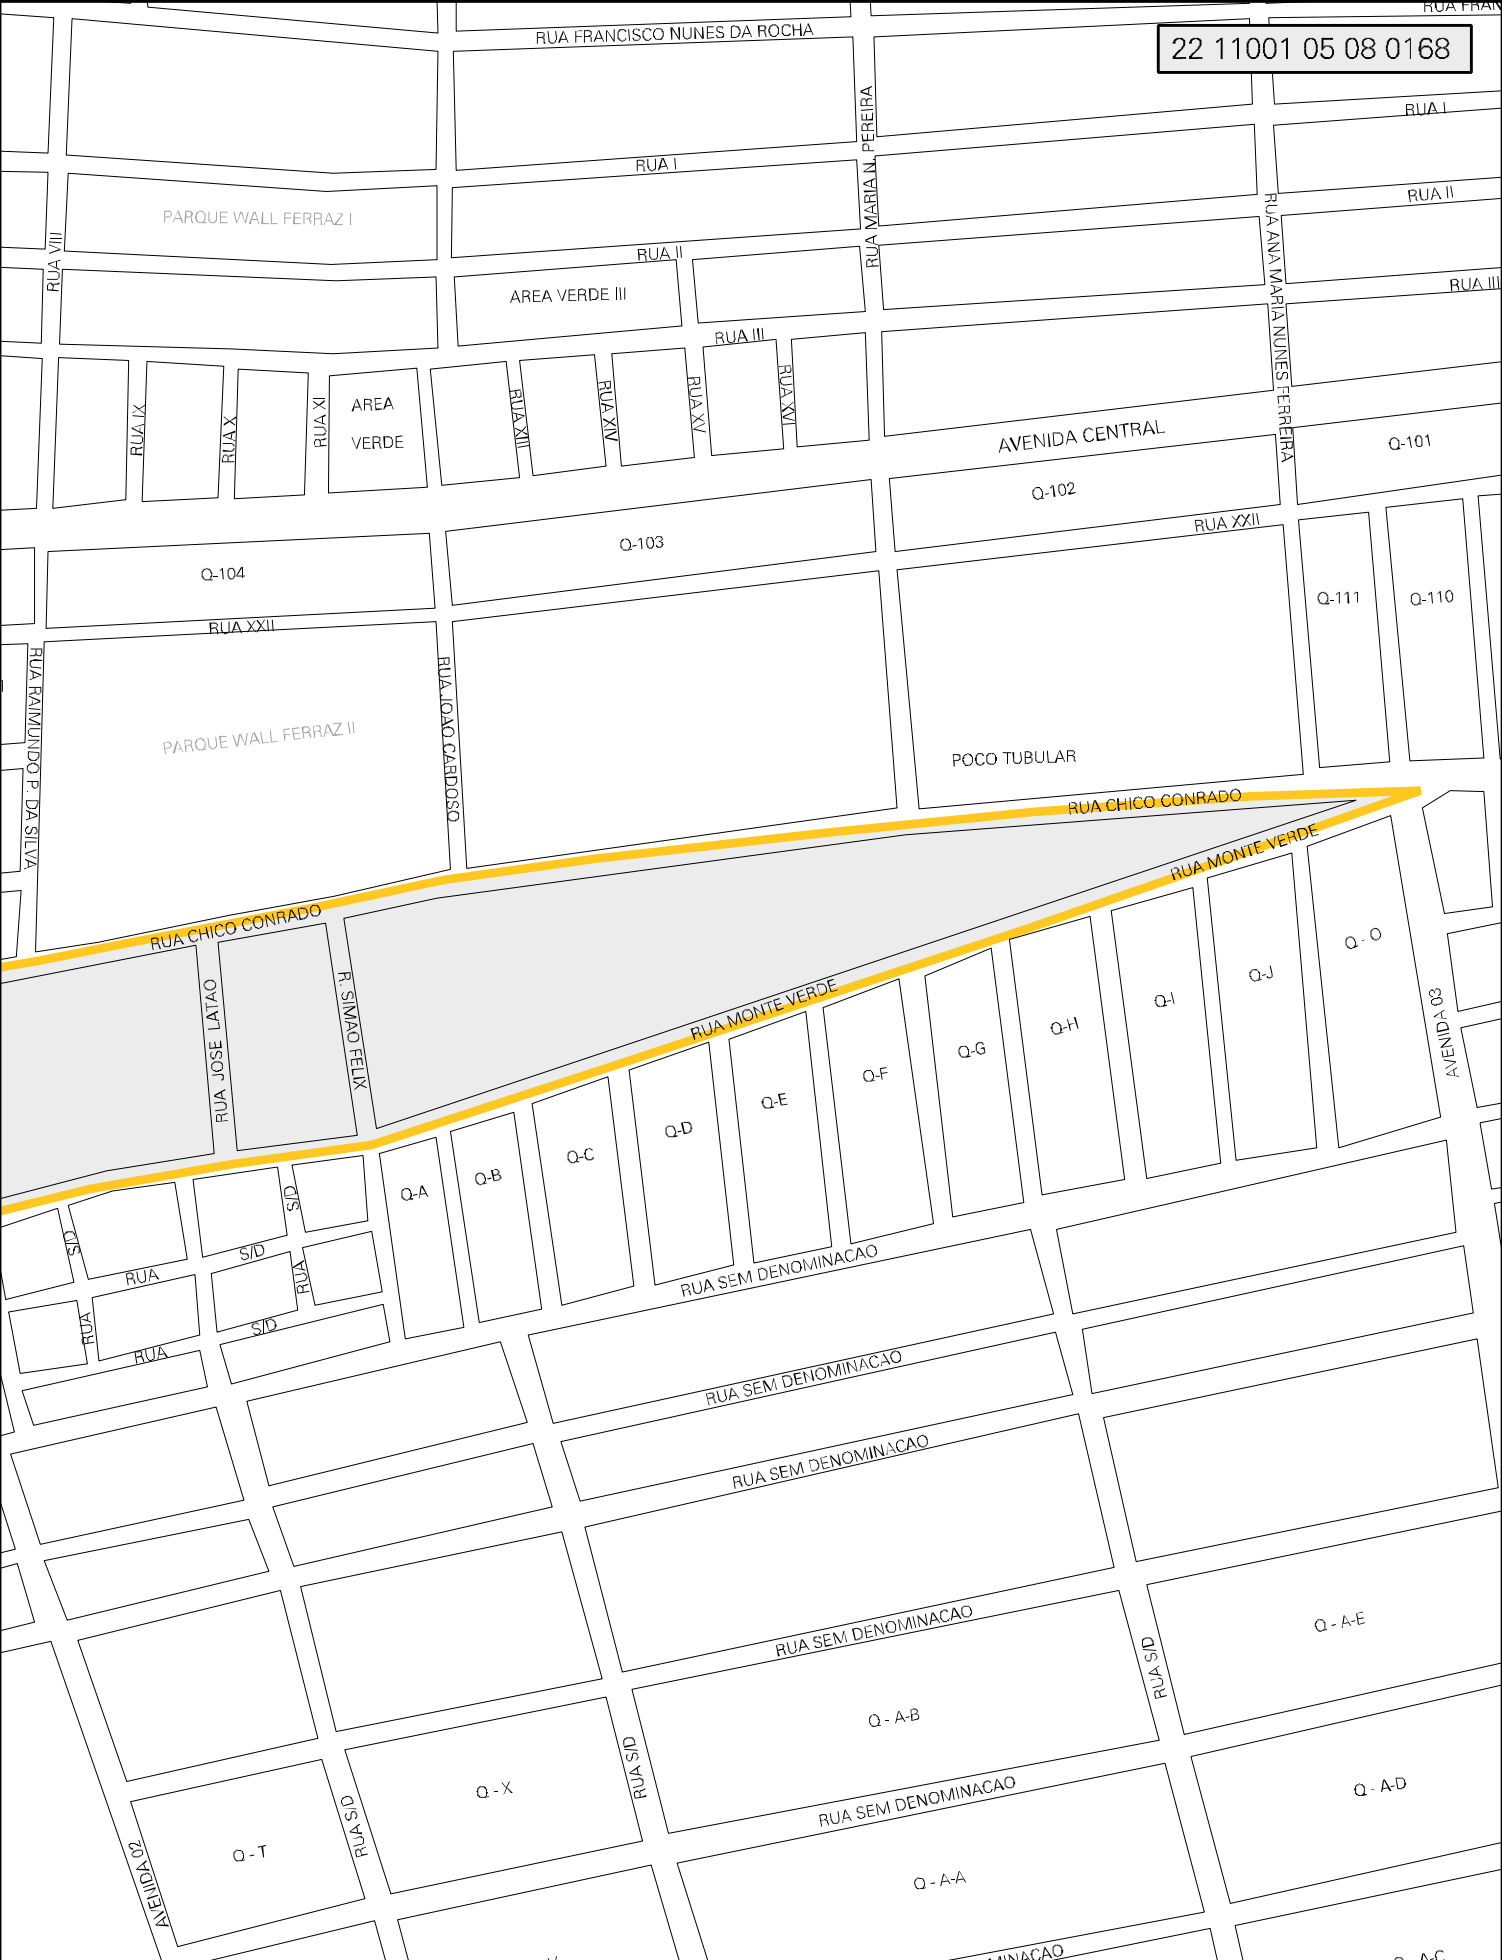 RUA FRAN
RUA FRANCISCO NUNES DA ROCHA
22 11001 05 08 0168
RUA I
RUA MARIA N. PEREIRA
RUA I
PARQUE WALL FERRAZ I
RUA II
RUA ANA MARIA NUNES FERREIRA
RUA VIII
RUA II
AREA VERDE III
RUA III
RUA III
RUA IX
RUA X
RUA XI
AREA
VERDE
RUA XIII
RUA XIV
RUA XV
RUA XVI
AVENIDA CENTRAL
Q-101
Q-102
RUA XXII
Q-103
Q-104
Q-111
Q-110
RUA XXII
RUA RAIMUNDO P. DA SILVA
RUA JOAO CARDOSO
PARQUE WALL FERRAZ II
POCO TUBULAR
RUA CHICO CONRADO
RUA MONTE VERDE
RUA CHICO CONRADO
RUA JOSE LATAO
R. SIMAO FELIX
RUA MONTE VERDE
Q - O
Q-J
Q-I
Q-H
Q-G
Q-F
Q-E
Q-D
Q-C
Q-B
Q-A
AVENIDA 03
S/D
S/D
S/D
RUA
RUA
RUA SEM DENOMINACAO
RUA
S/D
RUA
RUA SEM DENOMINACAO
RUA SEM DENOMINACAO
RUA SEM DENOMINACAO
Q - A-E
RUA S/D
Q - A-B
RUA S/D
Q - X
RUA SEM DENOMINACAO
Q - A-D
RUA S/D
Q - T
AVENIDA 02
Q - A-A
MINACAO
Q - A-C